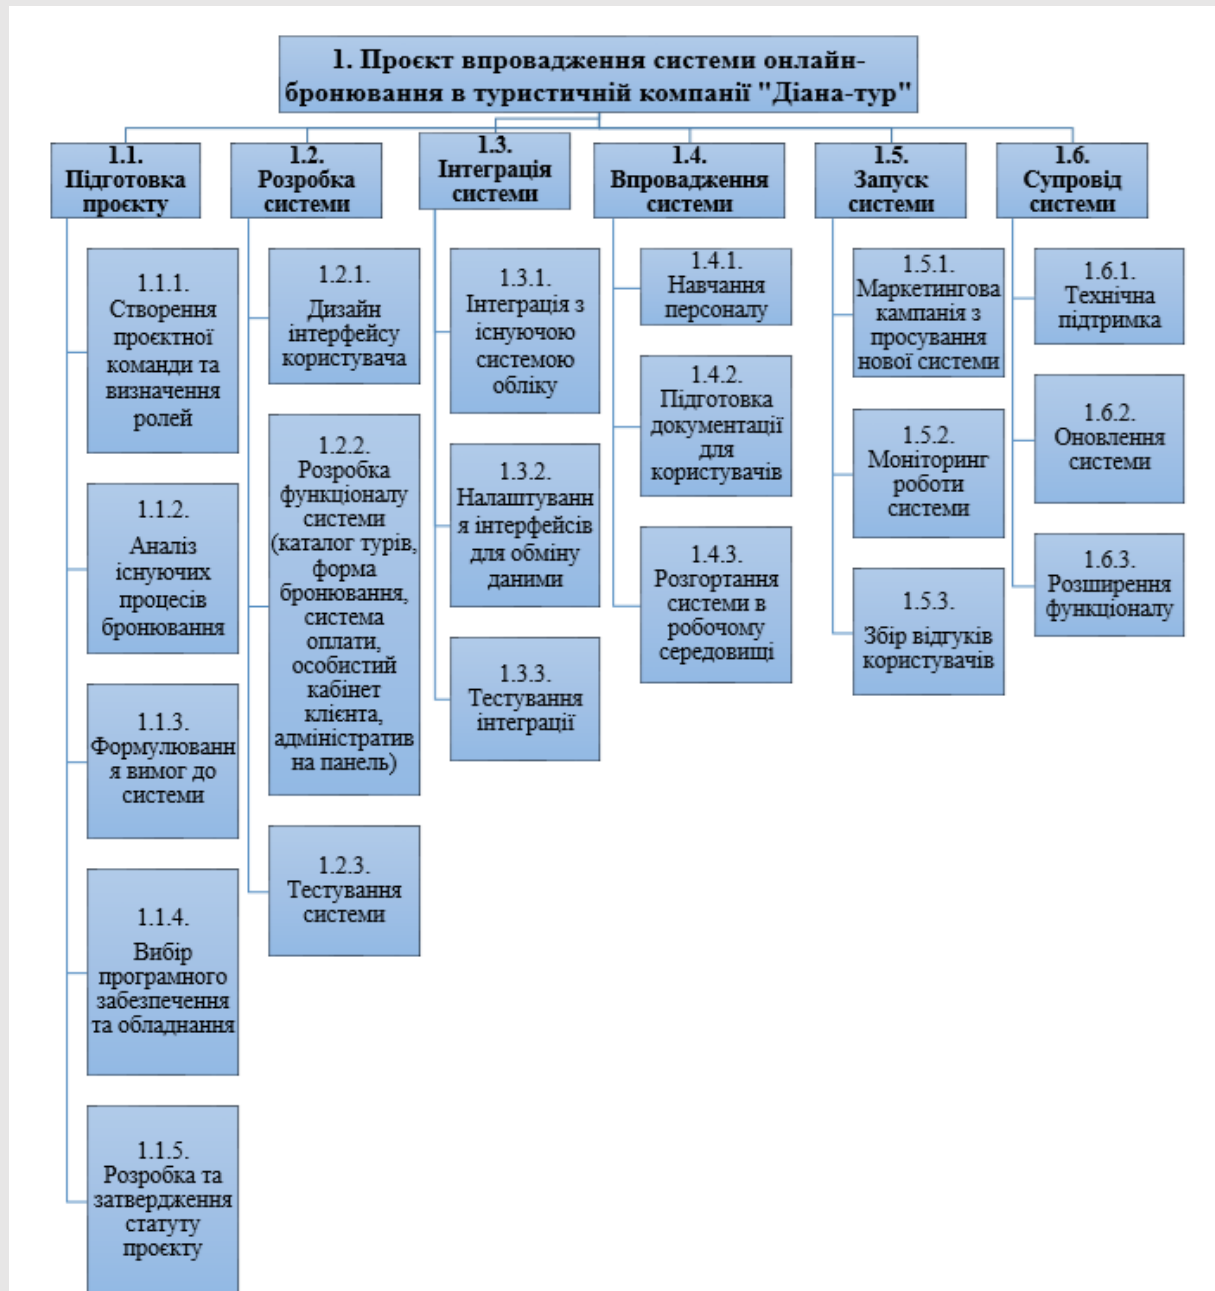 1. Проєкт впровадження системи онлайн-
бронювання в туристичній компанії "Діана-тур"
1.1.
Підготовка
проєкту
1.1.1.
Створення
проєктної
команди та
визначення
ролей
1.1.2.
Аналіз
існуючих
процесів
бронювання
1.1.3.
Формулюванн
я вимог до
системи
1.1.4.
Вибір
програмного
забезпечення
та обладнання
1.1.5.
Розробка та
затвердження
статуту
проєкту
1.2.
Розробка
системи
1.2.1.
Дизайн
інтерфейсу
користувача
1.2.2.
Розробка
функціоналу
системи
(каталог турів,
форма
бронювання,
система
оплати,
особистий
кабінет
клієнта,
адміністратив
на панель)
1.2.3.
Тестування
системи
1.3.
Інтеграція
системи
1.3.1.
Інтеграція з
існуючою
системою
обліку
1.3.2.
Налаштуванн
я інтерфейсів
для обміну
даними
1.3.3.
Тестування
інтеграції
1.4.
Впровадження
системи
1.4.1.
Навчання
персоналу
1.4.2.
Підготовка
документації
для
користувачів
1.4.3.
Розгортання
системи в
робочому
середовищі
1.5.
Запуск
системи
1.5.1.
Маркетингова
кампанія з
просування
нової системи
1.5.2.
Моніторинг
роботи
системи
1.5.3.
Збір відгуків
користувачів
1.6.
Супровід
системи
1.6.1.
Технічна
підтримка
1.6.2.
Оновлення
системи
1.6.3.
Розширення
функціоналу